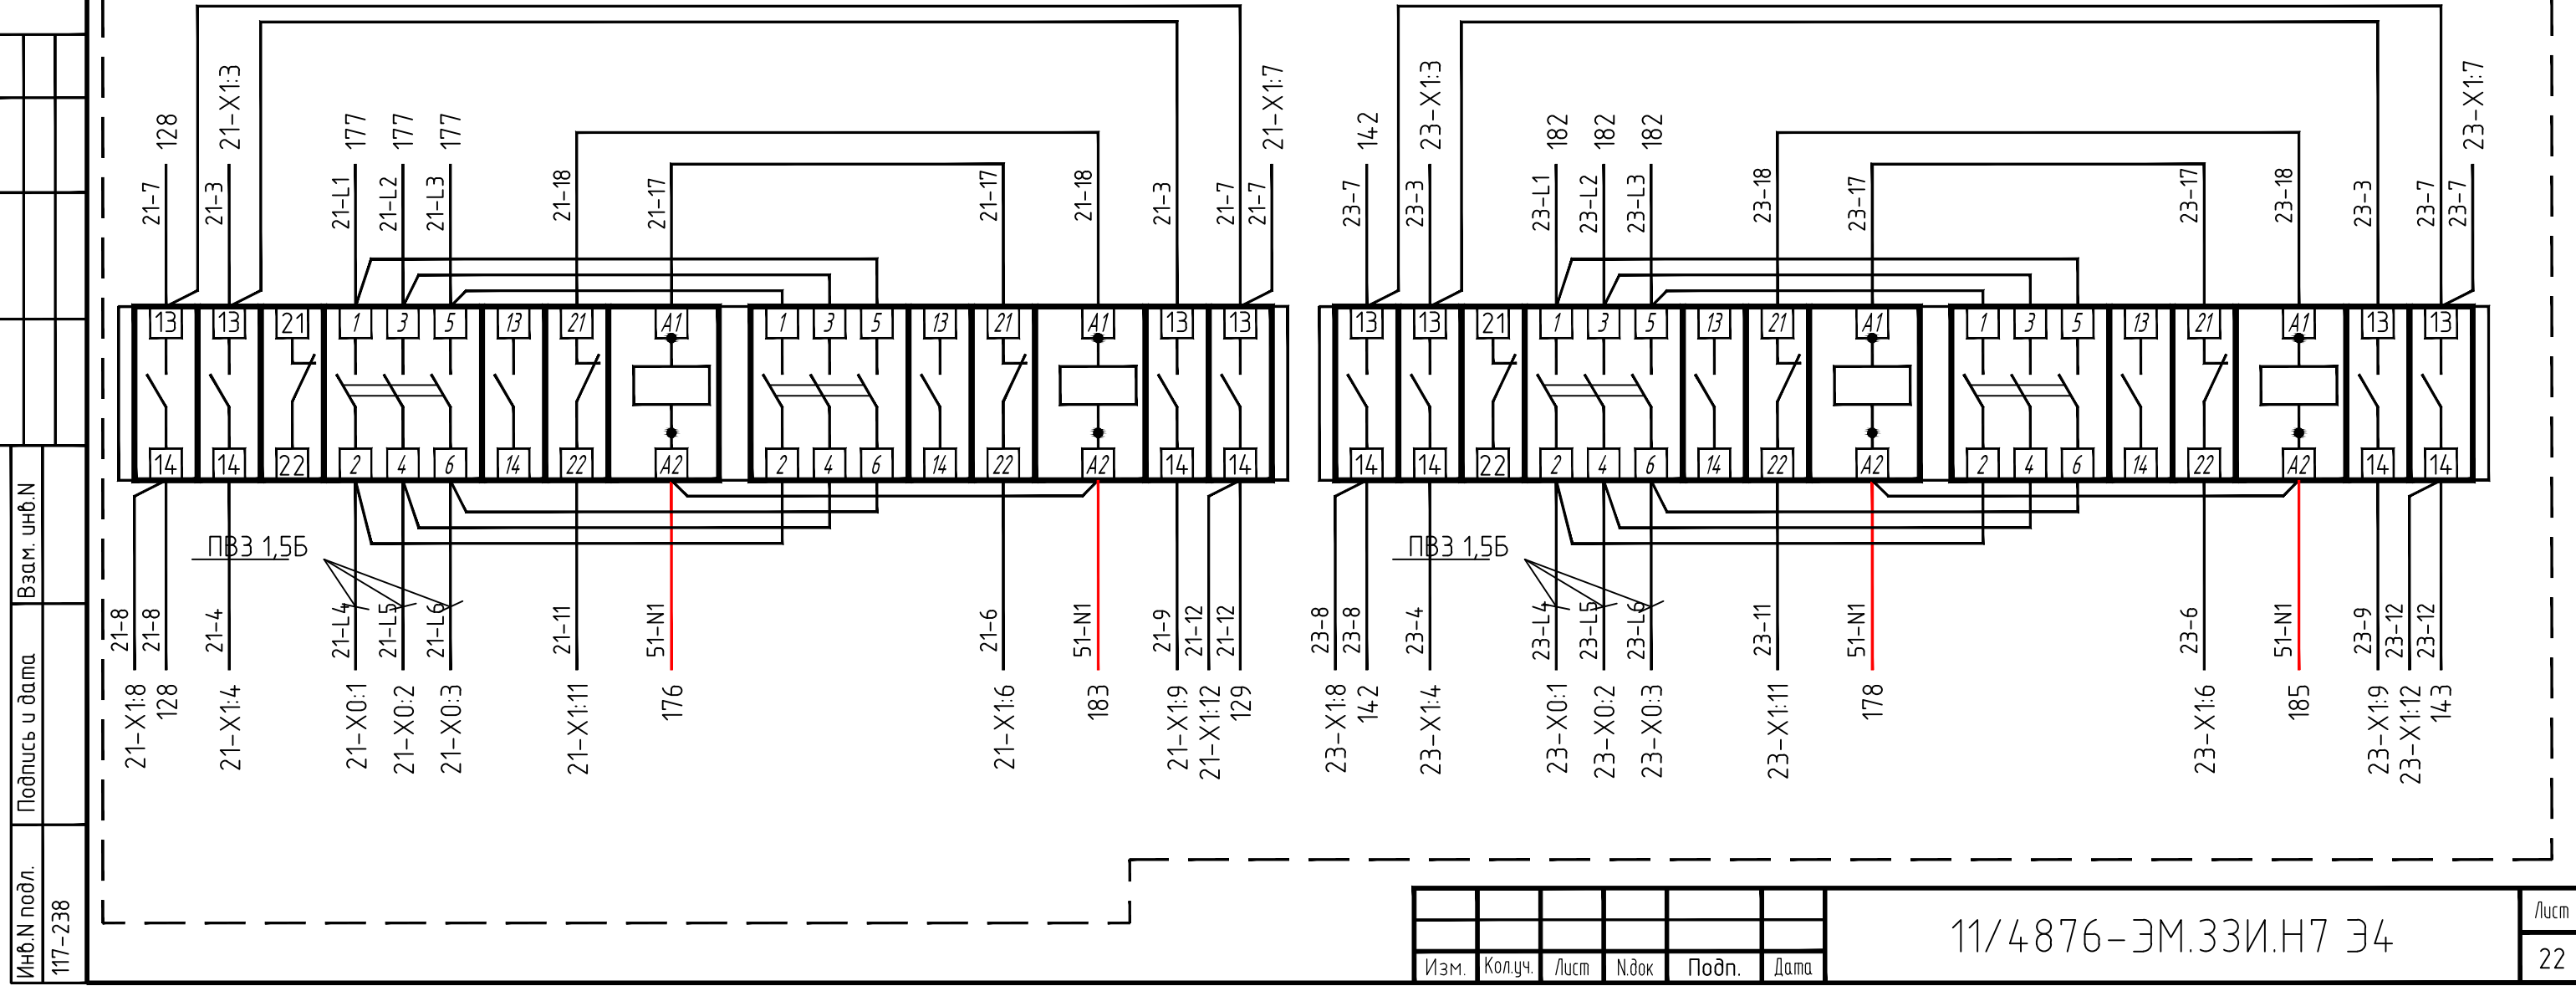 128
21-X1:3
177
177
177
21-X1:7
142
23-X1:3
182
182
182
23-X1:7
21-7
21-3
21-L1
21-L2
21-L3
21-18
21-17
21-17
21-18
21-3
21-7
21-7
23-7
23-3
23-L1
23-L2
23-L3
23-18
23-17
23-17
23-18
23-3
23-7
23-7
13 13 21 1 3 5 13 21 A1 1 3 5 13 21 A1 13 13
13 13 21 1 3 5 13 21 A1 1 3 5 13 21 A1 13 13
14 14 22 2 4 6 14 22 A2 2 4 6 14 22 A2 14 14
14 14 22 2 4 6 14 22 A2 2 4 6 14 22 A2 14 14
ПВ3 1,5Б
ПВ3 1,5Б
21-8
21-8
21-4
21-L4
21-L5
21-L6
21-11
51-N1
21-6
51-N1
21-9
21-12
21-12
23-8
23-8
23-4
23-L4
23-L5
23-L6
23-11
51-N1
23-6
51-N1
23-9
23-12
23-12
21-X1:8
128
21-X1:4
21-X0:1
21-X0:2
21-X0:3
21-X1:11
176
21-X1:6
183
21-X1:9
21-X1:12
129
23-X1:8
142
23-X1:4
23-X0:1
23-X0:2
23-X0:3
23-X1:11
178
23-X1:6
185
23-X1:9
23-X1:12
143
Взам. инв.N
Подпись и дата
Инв.N подл.
117-238
Изм. Кол.уч. Лист N.док Подп. Дата
11/4876-ЭМ.33И.Н7 Э4
Лист
22